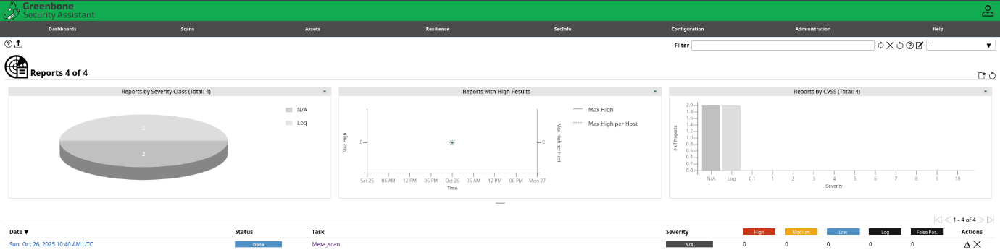 Greenbone
Security Assistant
Dashboards Scans Assets Resilience SecInfo Configuration Administration Help
Filter --
Reports 4 of 4
Reports by Severity Class (Total: 4)
2
2
N/A
Log
Reports with High Results
Max High
0
0
Max High per Host
Sat 25 06 AM 12 PM 06 PM Oct 26 06 AM 12 PM 06 PM Mon 27
Time
Max High
Max High per Host
Reports by CVSS (Total: 4)
# of Reports
2.0
1.8
1.6
1.4
1.2
1.0
0.8
0.6
0.4
0.2
0.0
N/A Log 0.1 1 2 3 4 5 6 7 8 9 10
Severity
1 - 4 of 4
Date ▼ Status Task Severity High Medium Low Log False Pos. Actions
Sun, Oct 26, 2025 10:40 AM UTC Done Meta_scan N/A 0 0 0 0 0